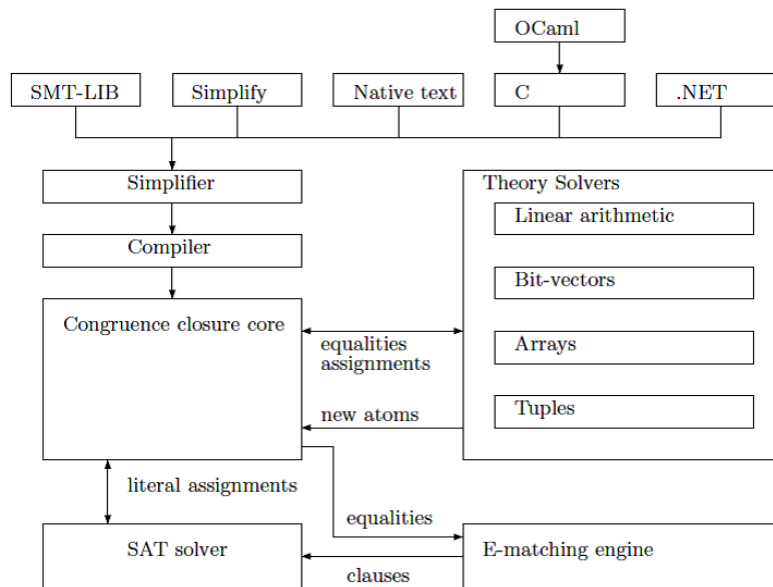 OCaml
SMT-LIB
Simplify
Native text
C
.NET
Simplifier
Theory Solvers
Linear arithmetic
Compiler
Bit-vectors
Congruence closure core
equalities
assignments
Arrays
new atoms
Tuples
literal assignments
equalities
SAT solver
E-matching engine
clauses